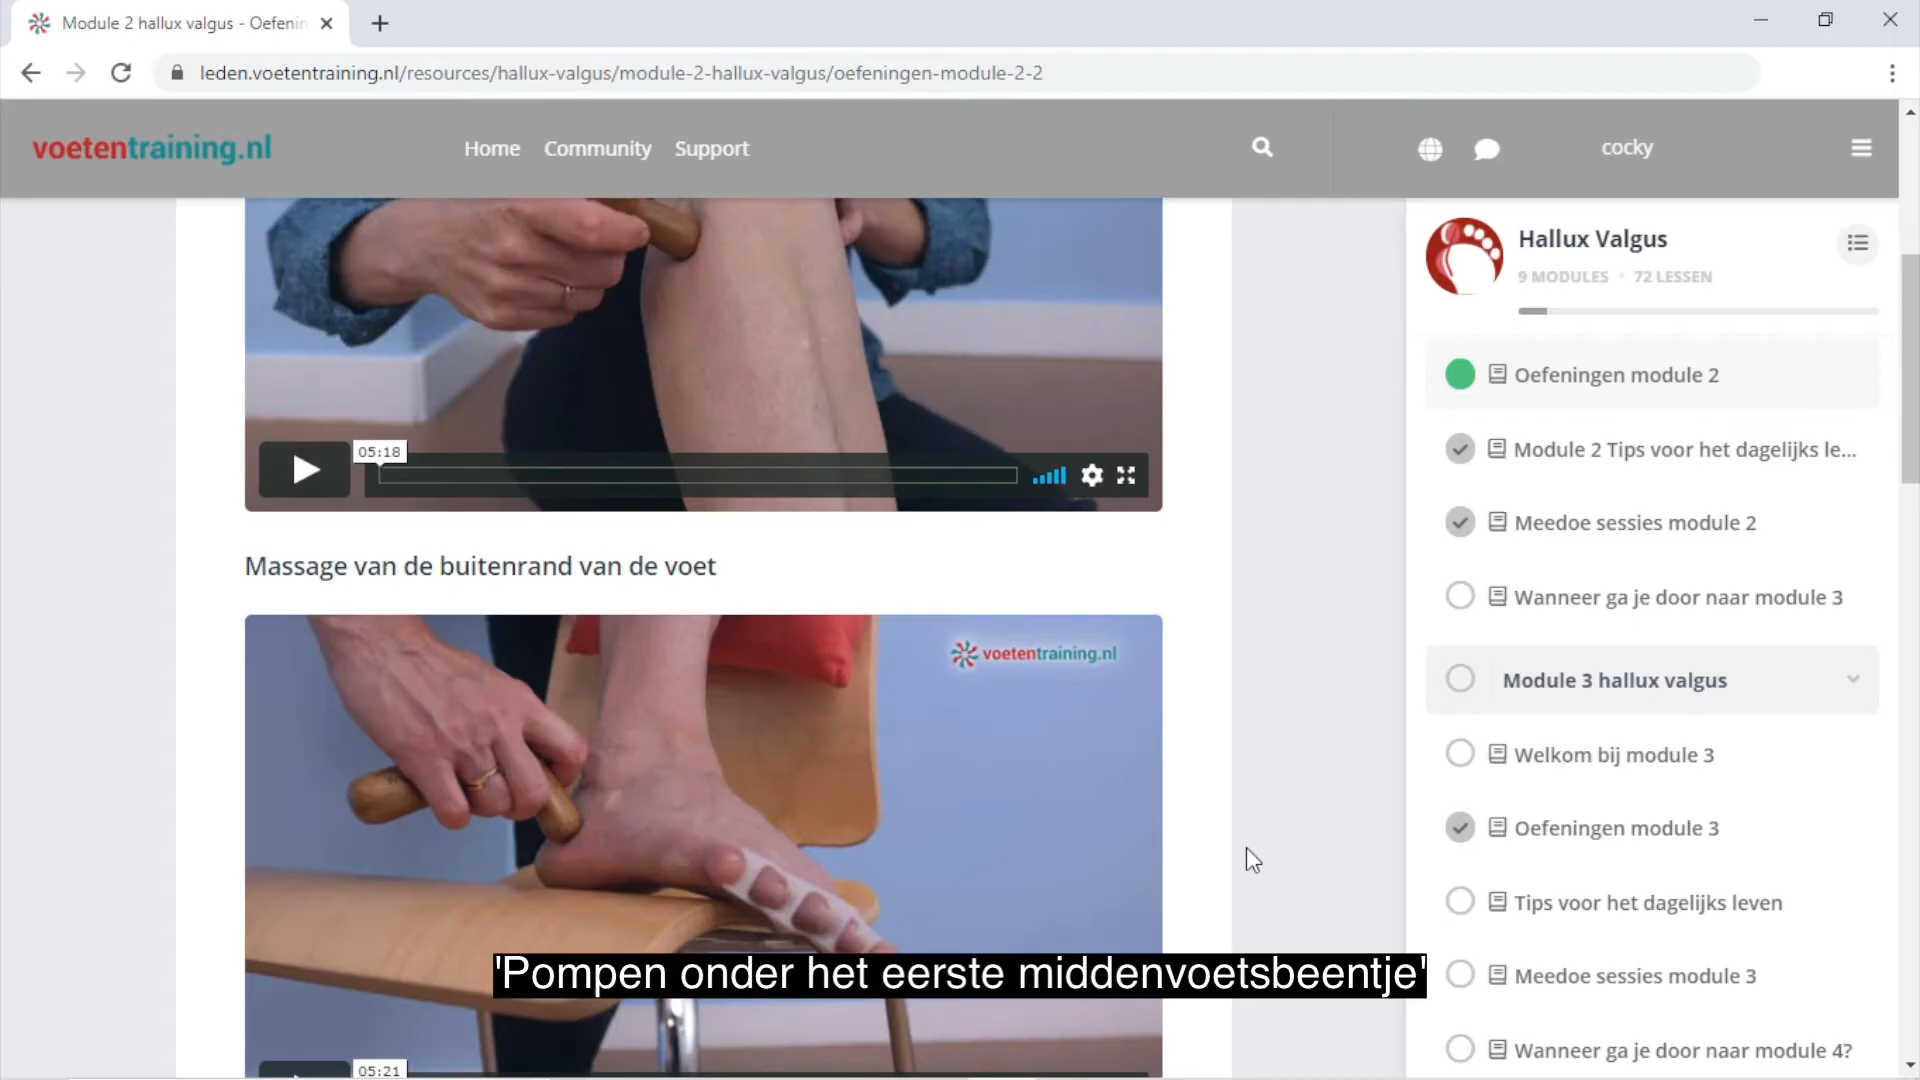 Module 2 hallux valgus - Oefenin
leden.voetentraining.nl/resources/hallux-valgus/module-2-hallux-valgus/oefeningen-module-2-2
voetentraining.nl
Home
Community
Support
cocky
05:18
Massage van de buitenrand van de voet
voetentraining.nl
'Pompen onder het eerste middenvoetsbeentje'
05:21
Hallux Valgus
9 MODULES • 72 LESSEN
Oefeningen module 2
Module 2 Tips voor het dagelijks le...
Meedoe sessies module 2
Wanneer ga je door naar module 3
Module 3 hallux valgus
Welkom bij module 3
Oefeningen module 3
Tips voor het dagelijks leven
Meedoe sessies module 3
Wanneer ga je door naar module 4?